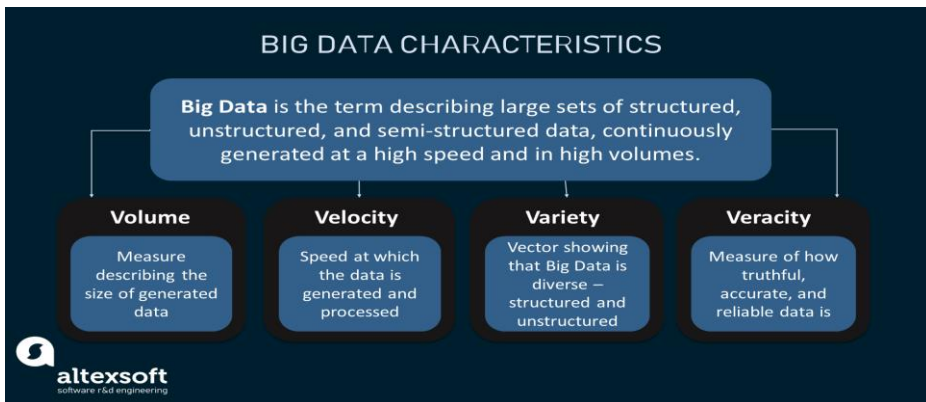 BIG DATA CHARACTERISTICS
Big Data is the term describing large sets of structured,
unstructured, and semi-structured data, continuously
generated at a high speed and in high volumes.
Volume
Measure
describing the
size of generated
data
Velocity
Speed at which
the data is
generated and
processed
Variety
Vector showing
that Big Data is
diverse –
structured and
unstructured
Veracity
Measure of how
truthful,
accurate, and
reliable data is
altexsoft
software r&d engineering